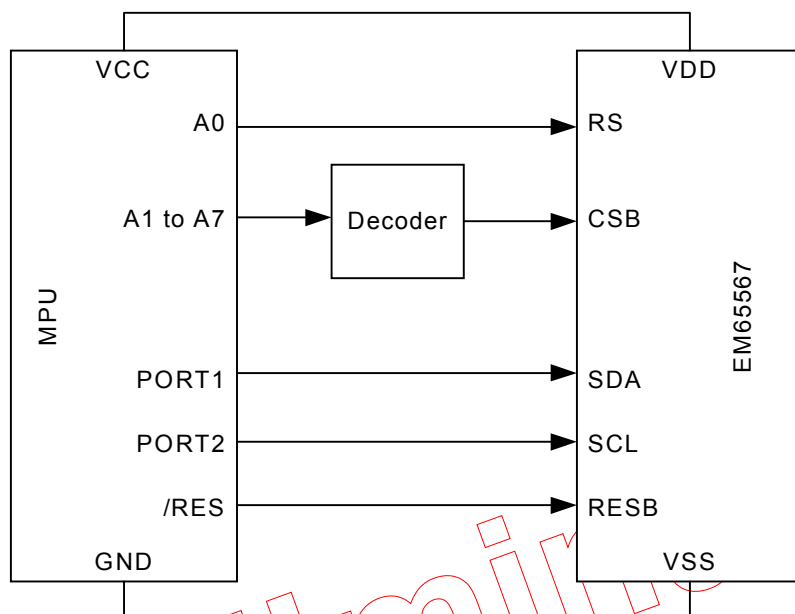 VCC
VDD
A0
RS
A1 to A7
Decoder
CSB
MPU
EM65567
PORT1
SDA
PORT2
SCL
/RES
RESB
GND
VSS